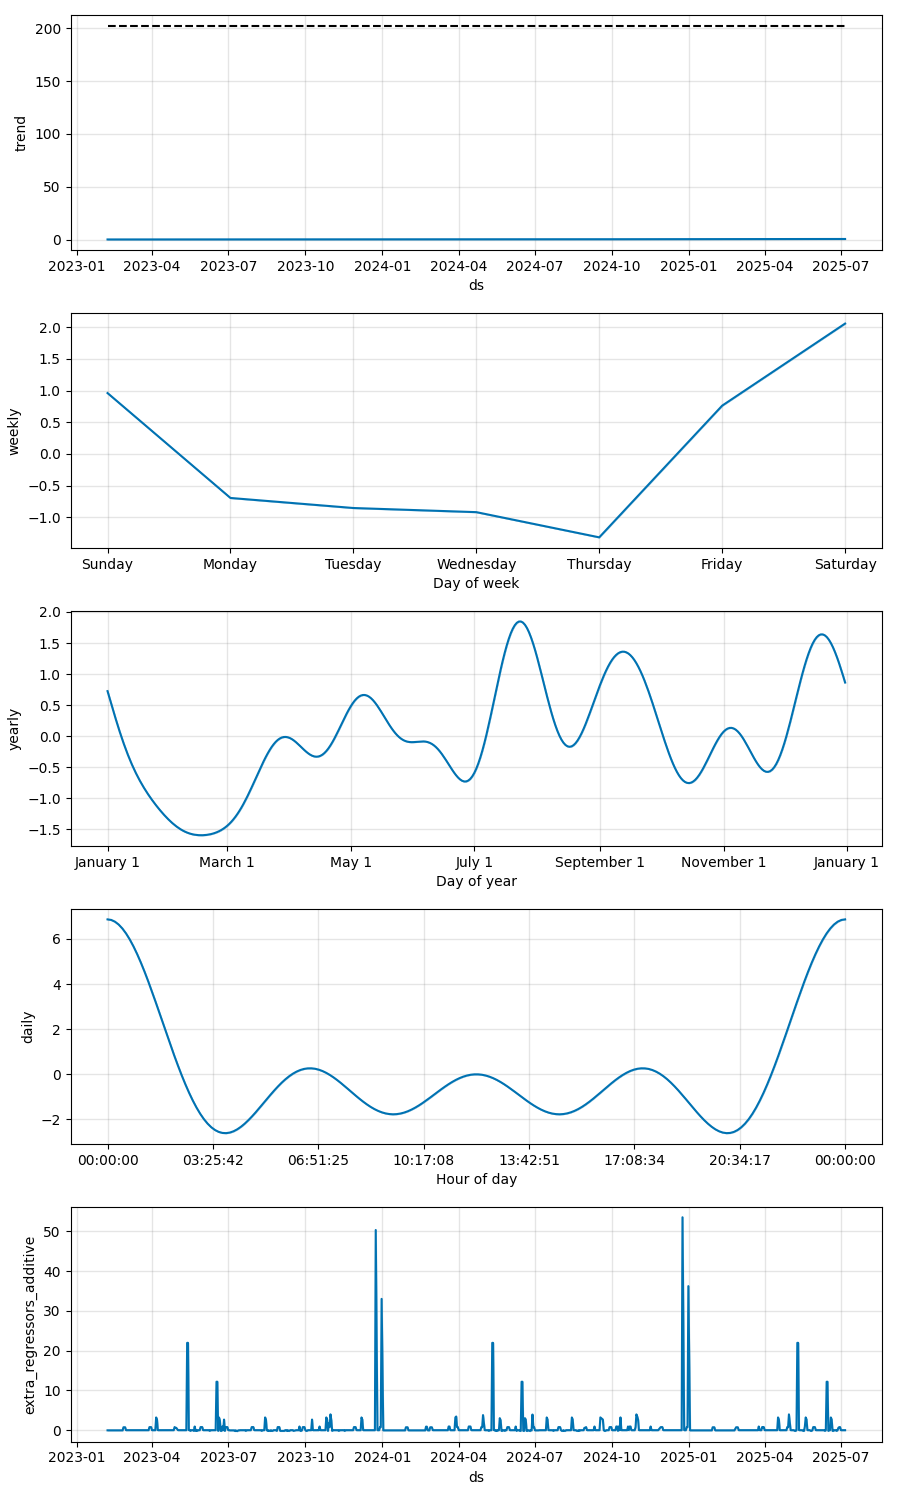 200
150
100
50
0
trend
2023-01 2023-04 2023-07 2023-10 2024-01 2024-04 2024-07 2024-10 2025-01 2025-04 2025-07
ds
2.0
1.5
1.0
0.5
0.0
−0.5
−1.0
weekly
Sunday Monday Tuesday Wednesday Thursday Friday Saturday
Day of week
2.0
1.5
1.0
0.5
0.0
−0.5
−1.0
−1.5
yearly
January 1 March 1 May 1 July 1 September 1 November 1 January 1
Day of year
6
4
2
0
−2
daily
00:00:00 03:25:42 06:51:25 10:17:08 13:42:51 17:08:34 20:34:17 00:00:00
Hour of day
50
40
30
20
10
0
extra_regressors_additive
2023-01 2023-04 2023-07 2023-10 2024-01 2024-04 2024-07 2024-10 2025-01 2025-04 2025-07
ds